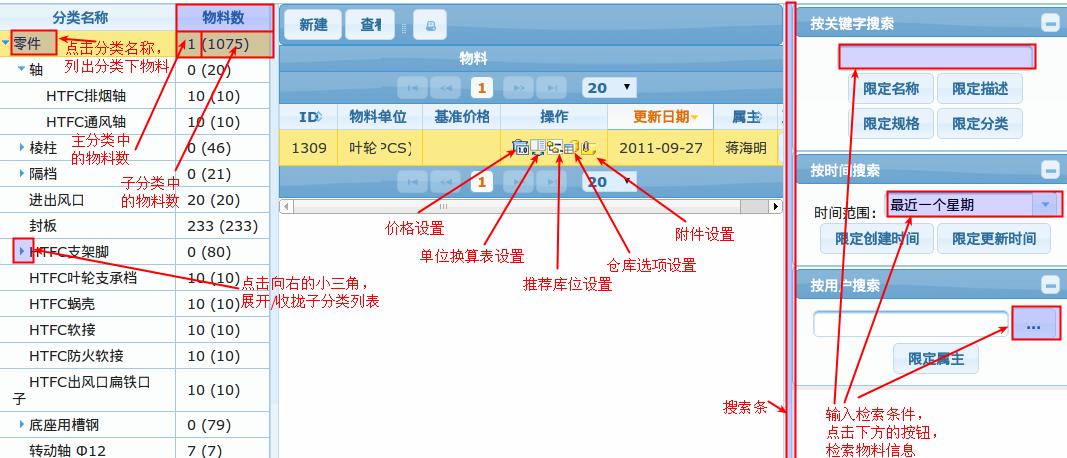 分类名称 物料数
零件 1 (1075)
轴 0 (20)
HTFC排烟轴 10 (10)
HTFC通风轴 10 (10)
棱柱 0 (46)
隔档 0 (21)
进出风口 20 (20)
封板 233 (233)
HTFC支架脚 0 (80)
HTFC叶轮支承档 10 (10)
HTFC蜗壳 10 (10)
HTFC软接 10 (10)
HTFC防火软接 10 (10)
HTFC出风口扁铁口
子 10 (10)
底座用槽钢 0 (79)
转动轴 Φ12 7 (7)
点击分类名称，
列出分类下物料
主分类中
的物料数
子分类中
的物料数
点击向右的小三角，
展开/收拢子分类列表
新建 查看
物料
1 20
ID 物料单位 基准价格 操作 更新日期 属主
1309 叶轮 PCS) 2011-09-27 蒋海明
1 20
价格设置
单位换算表设置
推荐库位设置
仓库选项设置
附件设置
搜索条
按关键字搜索
限定名称 限定描述
限定规格 限定分类
按时间搜索
时间范围： 最近一个星期
限定创建时间 限定更新时间
按用户搜索
...
限定属主
输入检索条件，
点击下方的按钮，
检索物料信息